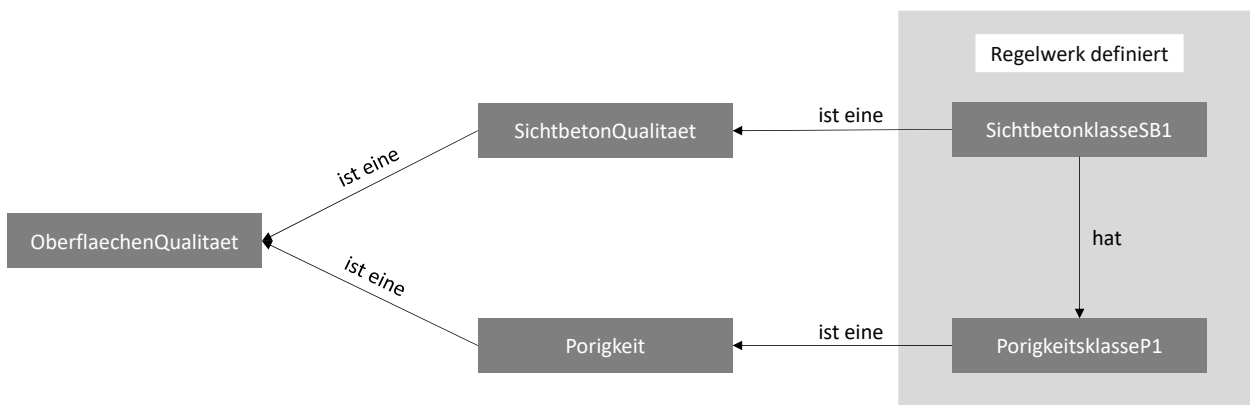 Regelwerk definiert
ist eine
SichtbetonQualitaet
SichtbetonklasseSB1
ist eine
OberflaechenQualitaet
hat
ist eine
ist eine
Porigkeit
PorigkeitsklasseP1